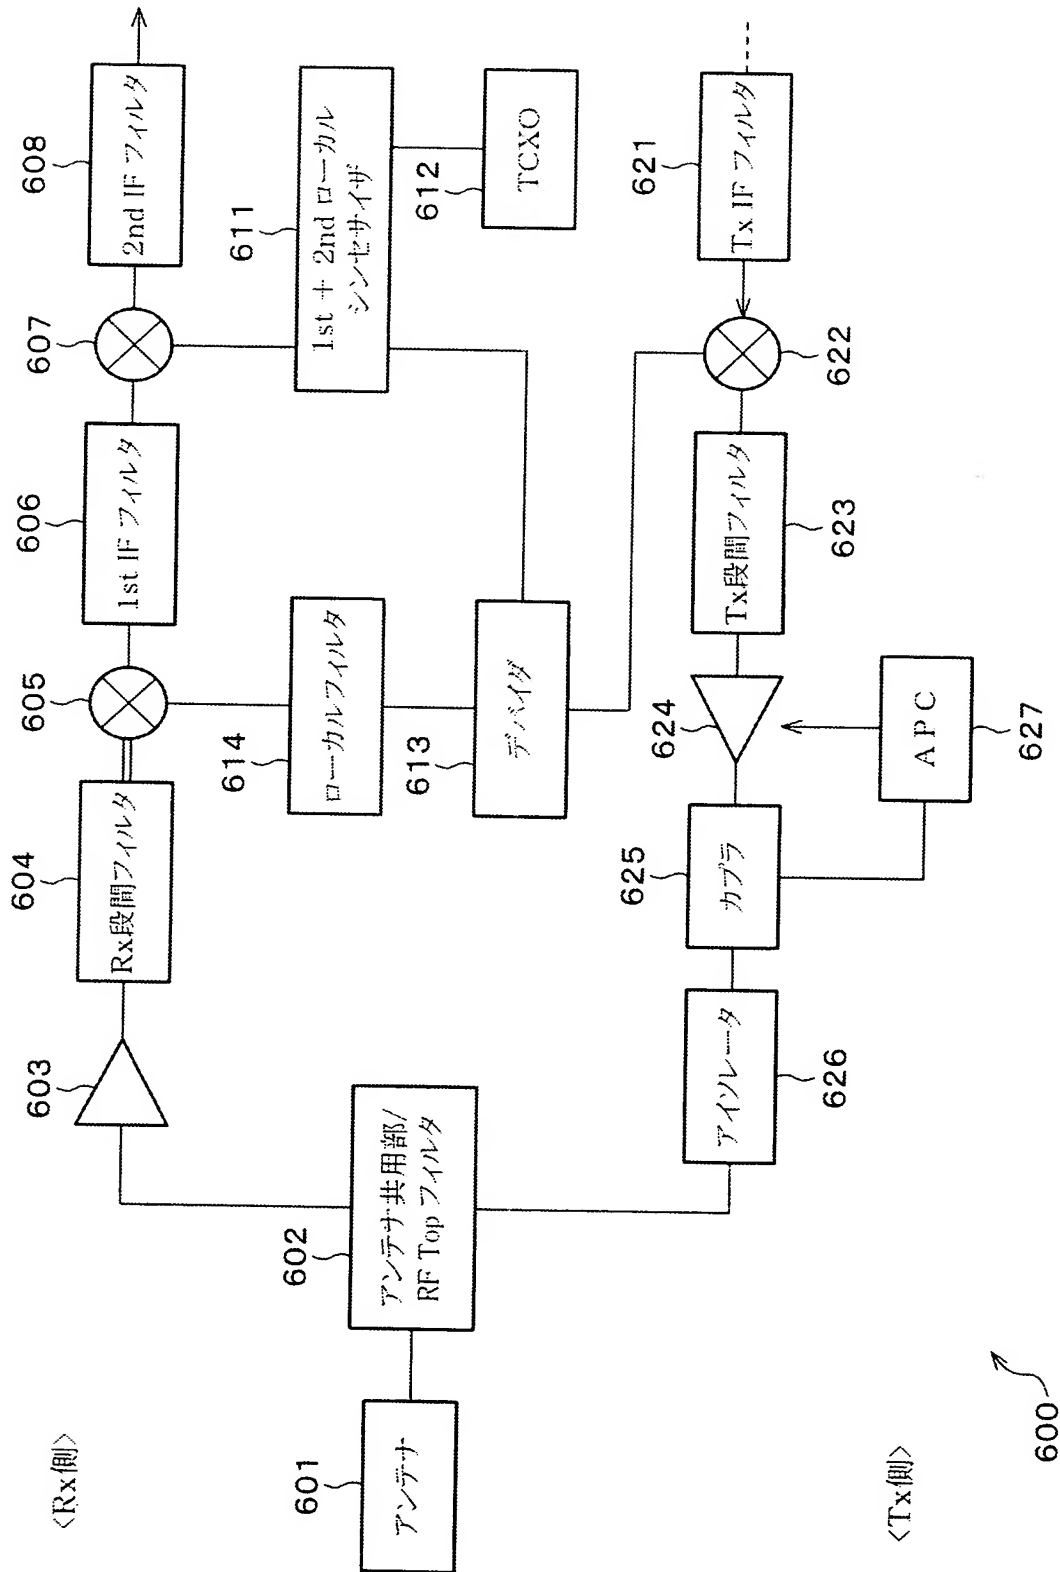 <Rx側>
601
アンテナ
602
アンテナ共用部/
RF Top フィルタ
603
604
Rx段間フィルタ
605
606
1st IF フィルタ
607
608
2nd IF フィルタ
614
ローカルフィルタ
611
1st + 2nd ローカル
シンセサイザ
613
デバイダ
612
TCXO
<Tx側>
626
アイソレータ
625
カプラ
624
Tx段間フィルタ
623
622
621
Tx IF フィルタ
APC
627
600